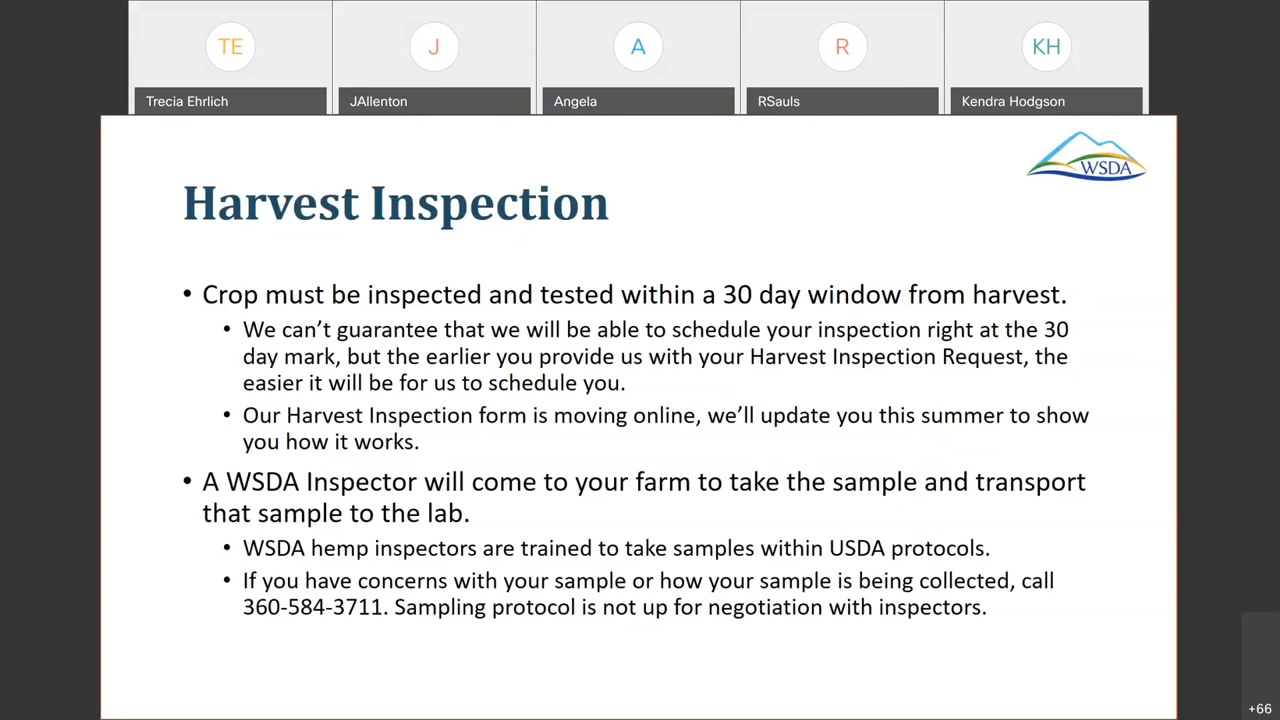 TE
J
A
R
KH
Trecia Ehrlich
JAllenton
Angela
RSauls
Kendra Hodgson
WSDA
Harvest Inspection
• Crop must be inspected and tested within a 30 day window from harvest.
• We can’t guarantee that we will be able to schedule your inspection right at the 30
day mark, but the earlier you provide us with your Harvest Inspection Request, the
easier it will be for us to schedule you.
• Our Harvest Inspection form is moving online, we’ll update you this summer to show
you how it works.
• A WSDA Inspector will come to your farm to take the sample and transport
that sample to the lab.
• WSDA hemp inspectors are trained to take samples within USDA protocols.
• If you have concerns with your sample or how your sample is being collected, call
360-584-3711. Sampling protocol is not up for negotiation with inspectors.
+66